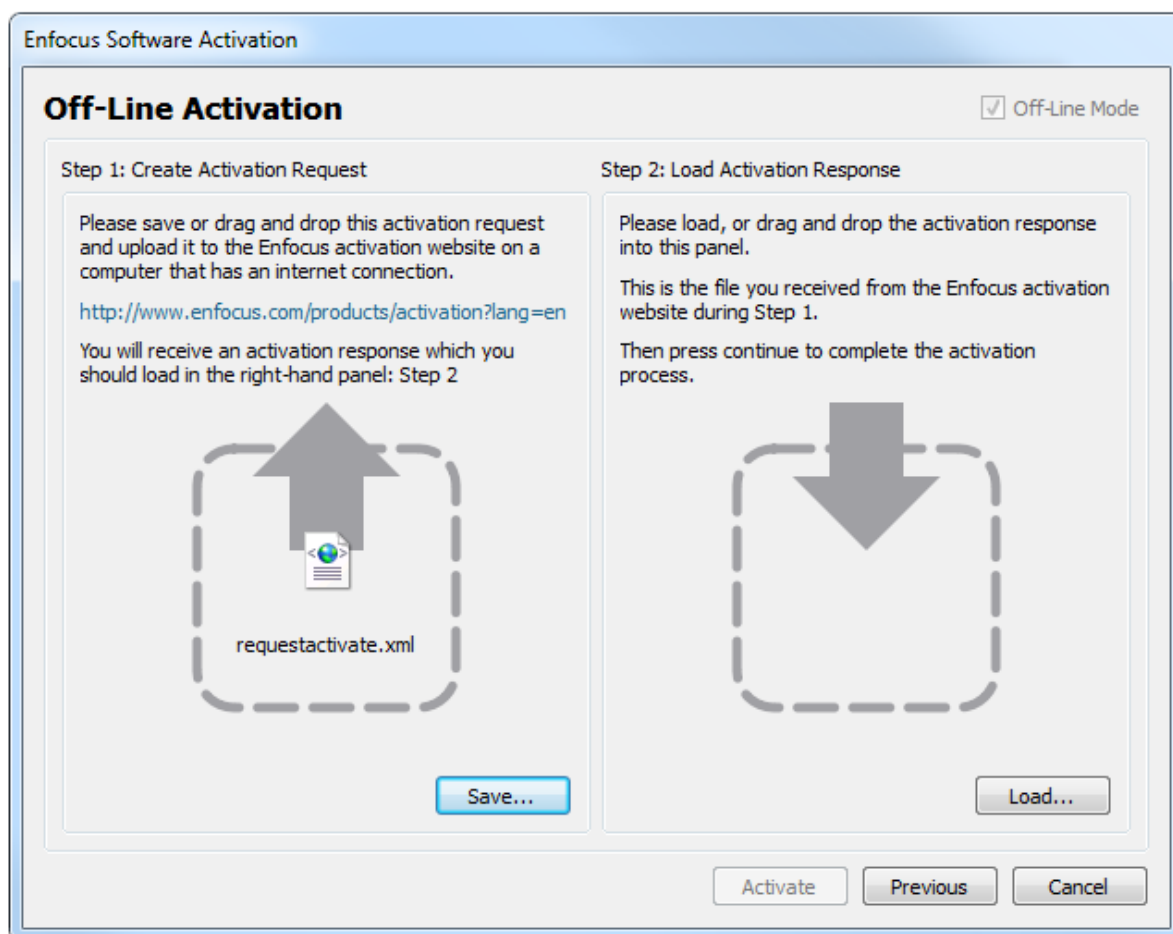 Enfocus Software Activation
Off-Line Activation
Off-Line Mode
Step 1: Create Activation Request
Please save or drag and drop this activation request
and upload it to the Enfocus activation website on a
computer that has an internet connection.
http://www.enfocus.com/products/activation?lang=en
You will receive an activation response which you
should load in the right-hand panel: Step 2
requestactivate.xml
Save...
Step 2: Load Activation Response
Please load, or drag and drop the activation response
into this panel.
This is the file you received from the Enfocus activation
website during Step 1.
Then press continue to complete the activation
process.
Load...
Activate
Previous
Cancel